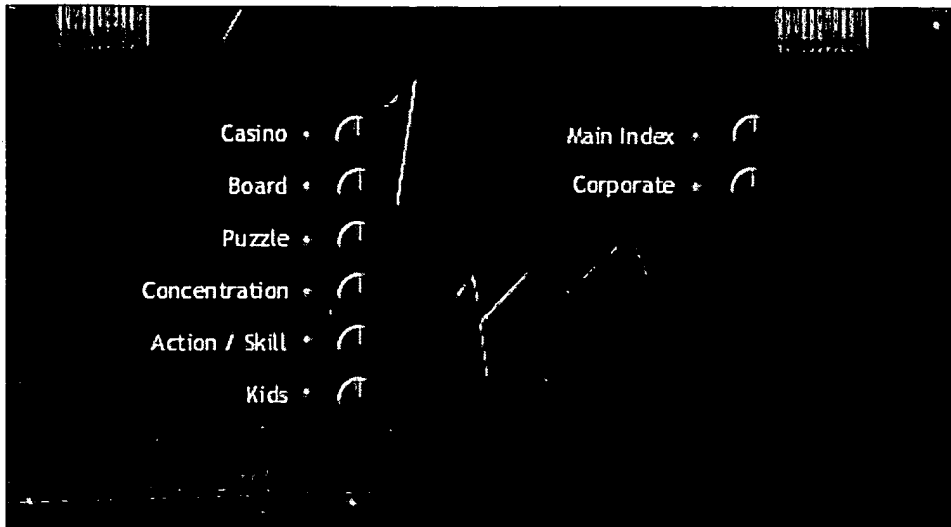 Casino
Board
Puzzle
Concentration
Action / Skill
Kids
Main Index
Corporate